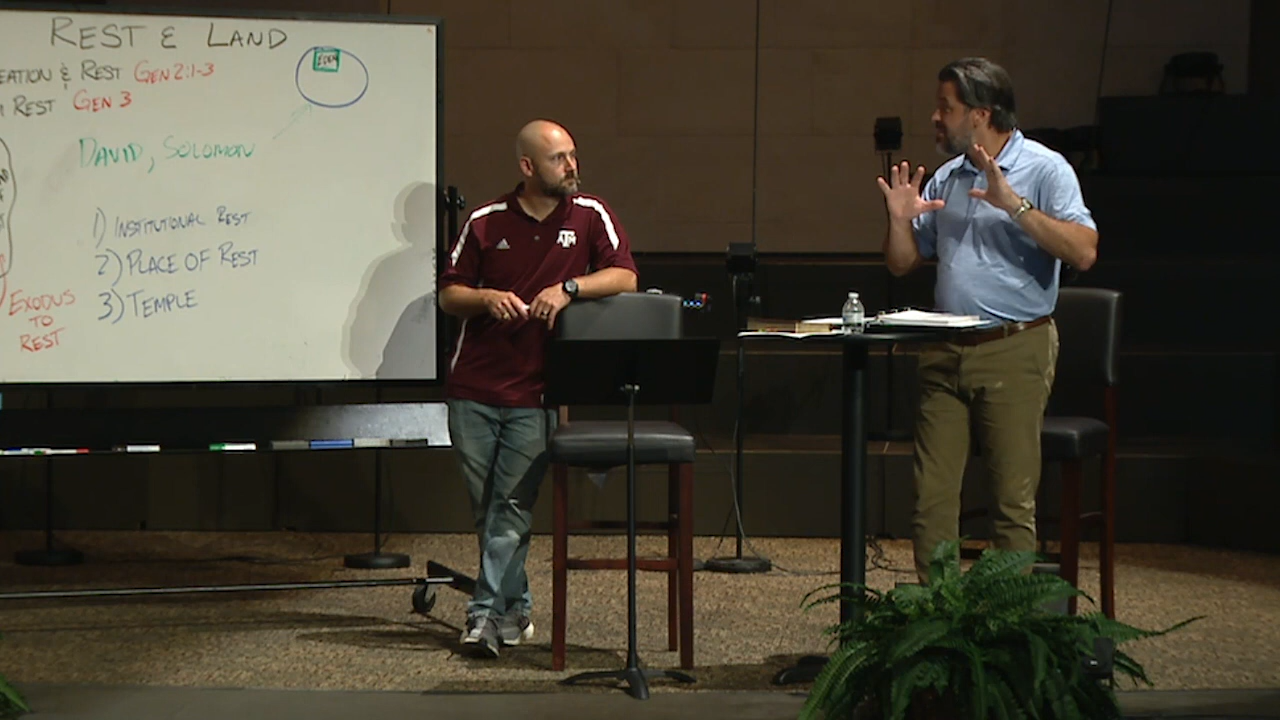 REST & LAND
EATION & REST GEN 2:1-3
REST GEN 3
EDEN
DAVID, SOLOMON
1) INSTITUTIONAL REST
2) PLACE OF REST
3) TEMPLE
EXODUS
TO
REST
ATM